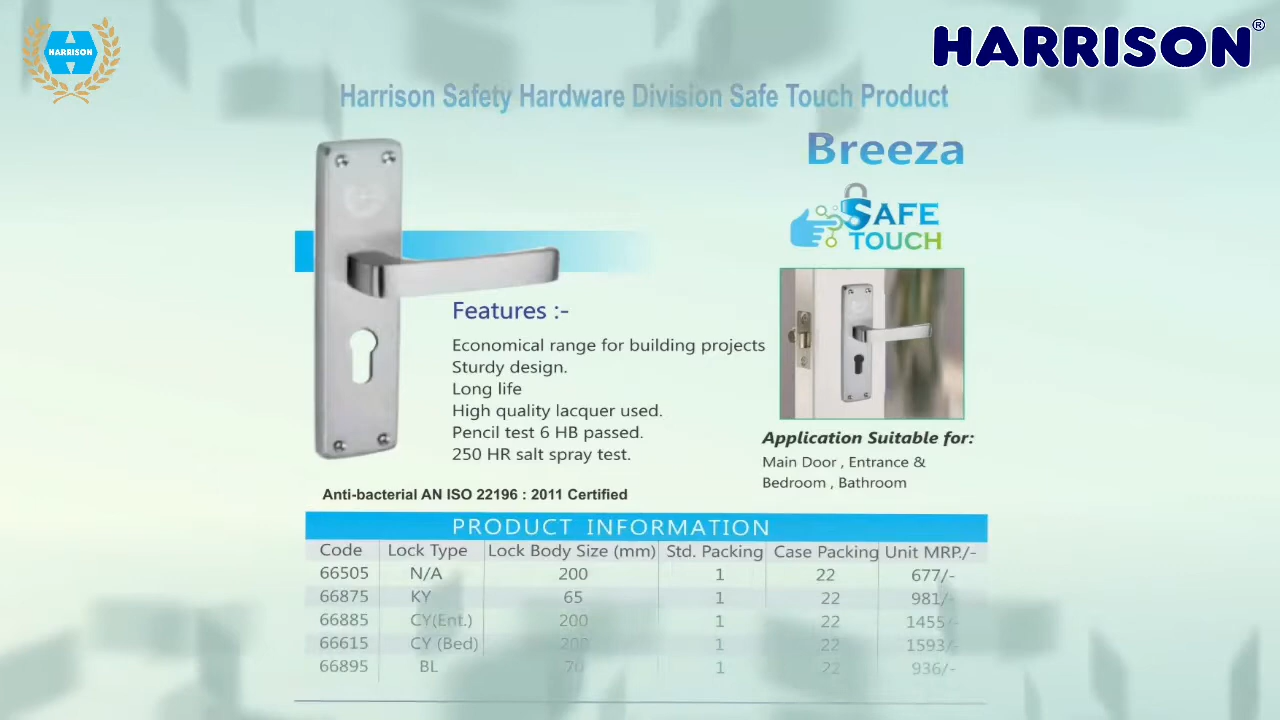 HARRISON
HARRISON®
Harrison Safety Hardware Division Safe Touch Product
Breeza
SAFE
TOUCH
Features :-
Economical range for building projects
Sturdy design.
Long life
High quality lacquer used.
Pencil test 6 HB passed.
250 HR salt spray test.
Application Suitable for:
Main Door , Entrance &
Bedroom , Bathroom
Anti-bacterial AN ISO 22196 : 2011 Certified
PRODUCT INFORMATION
Code Lock Type Lock Body Size (mm) Std. Packing Case Packing Unit MRP./-
66505 N/A 200 1 22 677/-
66875 KY 65 1 22 981/-
66885 CY(Ent.) 200 1 22 1455/-
66615 CY (Bed) 200 1 22 1593/-
66895 BL 70 1 22 936/-